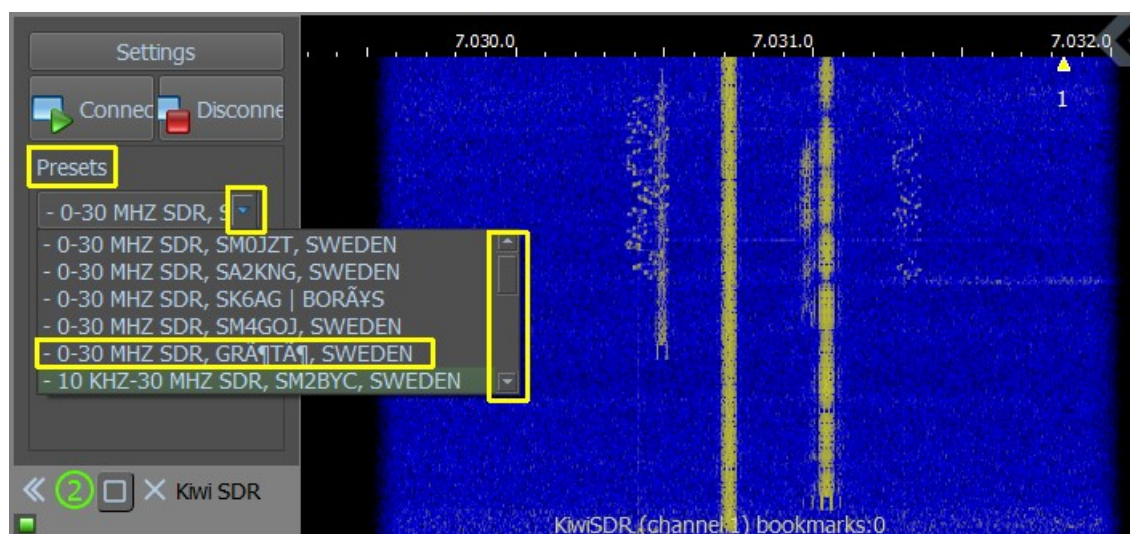 Settings
Connec
Disconne
Presets
- 0-30 MHZ SDR, S
- 0-30 MHZ SDR, SM0JZT, SWEDEN
- 0-30 MHZ SDR, SA2KNG, SWEDEN
- 0-30 MHZ SDR, SK6AG | BORÃ¥S
- 0-30 MHZ SDR, SM4GOJ, SWEDEN
- 0-30 MHZ SDR, GRÃ¶TÃ¶, SWEDEN
- 10 KHZ-30 MHZ SDR, SM2BYC, SWEDEN
2 Kiwi SDR
7.030.0 7.031.0 7.032.0
1
KiwiSDR (channel:1) bookmarks:0